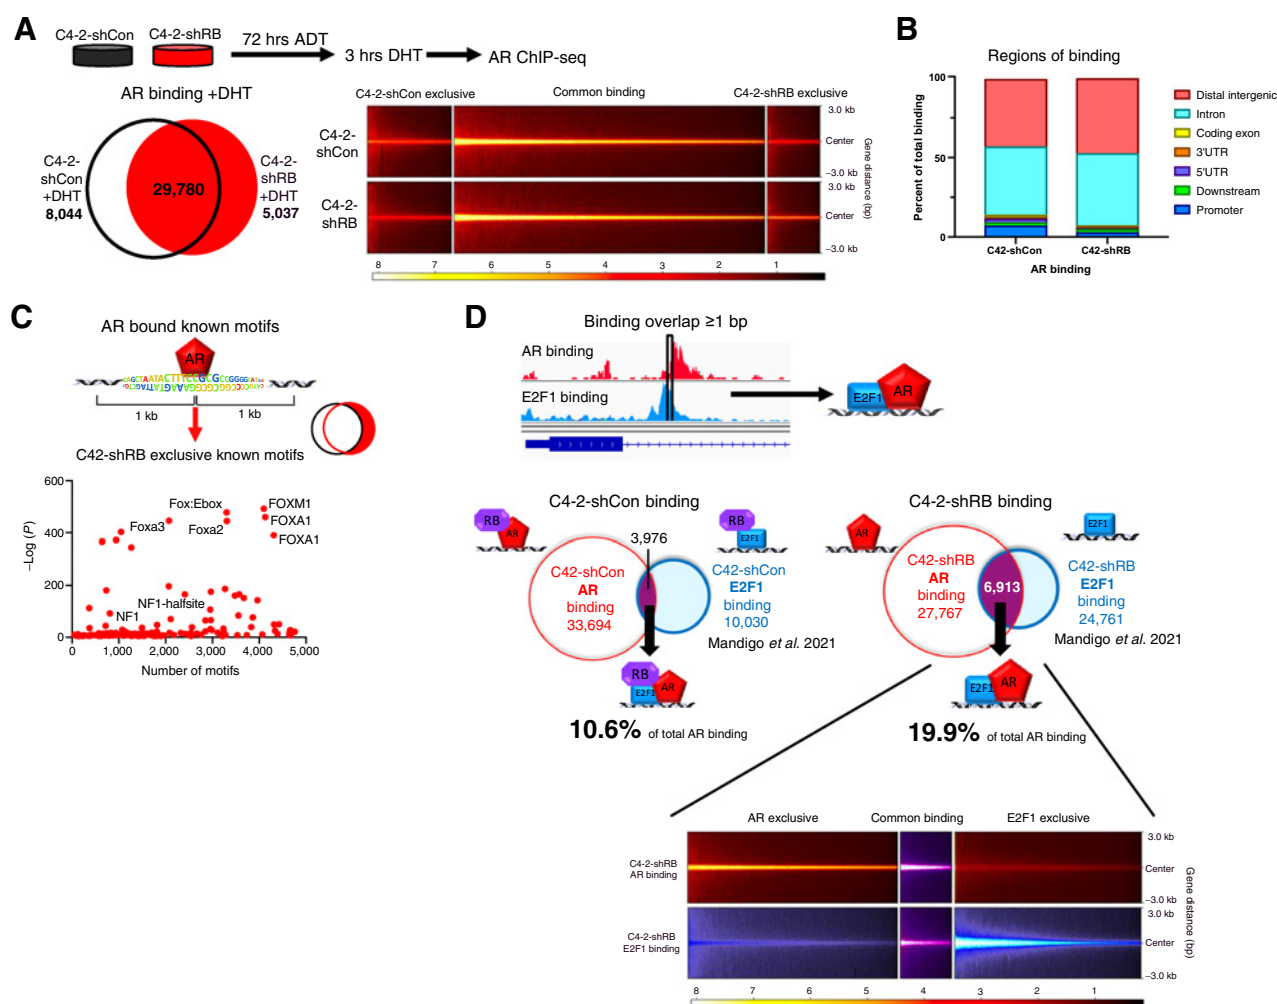 A
C4-2-shCon
C4-2-shRB
72 hrs ADT
3 hrs DHT
AR ChIP-seq
AR binding +DHT
C4-2-
shCon
+DHT
8,044
29,780
C4-2-
shRB
+DHT
5,037
C4-2-shCon exclusive
Common binding
C4-2-shRB exclusive
C4-2-
shCon
C4-2-
shRB
3.0 kb
Center
−3.0 kb
3.0 kb
Center
−3.0 kb
Gene distance (bp)
8 7 6 5 4 3 2 1
B
Regions of binding
Percent of total binding
100
50
0
C42-shCon
C42-shRB
AR binding
Distal intergenic
Intron
Coding exon
3'UTR
5'UTR
Downstream
Promoter
C
AR bound known motifs
AR
1 kb
1 kb
C42-shRB exclusive known motifs
−Log (P)
600
400
200
0
Fox:Ebox
FOXM1
Foxa3
Foxa2
FOXA1
FOXA1
NF1-halfsite
NF1
0 1,000 2,000 3,000 4,000 5,000
Number of motifs
D
Binding overlap ≥1 bp
AR binding
E2F1 binding
E2F1
AR
C4-2-shCon binding
RB
AR
3,976
RB
E2F1
C42-shCon
AR
binding
33,694
C42-shCon
E2F1
binding
10,030
Mandigo et al. 2021
RB
E2F1
AR
10.6% of total AR binding
C4-2-shRB binding
AR
E2F1
C42-shRB
AR
binding
27,767
6,913
C42-shRB
E2F1
binding
24,761
Mandigo et al. 2021
E2F1
AR
19.9% of total AR binding
AR exclusive
Common binding
E2F1 exclusive
C4-2-shRB
AR binding
C4-2-shRB
E2F1 binding
3.0 kb
Center
−3.0 kb
3.0 kb
Center
−3.0 kb
Gene distance (bp)
8 7 6 5 4 3 2 1